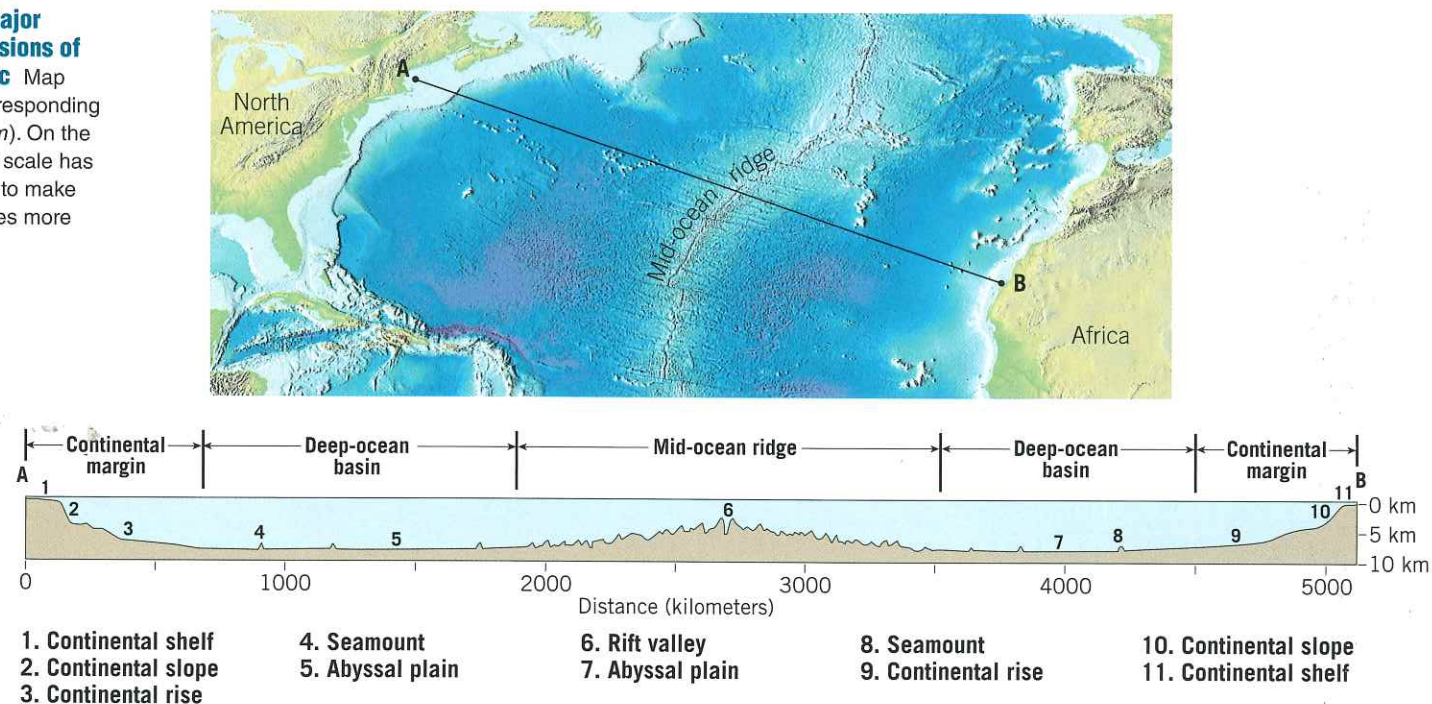 ajor
sions of
c Map
responding
n). On the
scale has
to make
es more
A
North
America
Mid-ocean ridge
B
Africa
Continental
margin
Deep-ocean
basin
Mid-ocean ridge
Deep-ocean
basin
Continental
margin
A
B
1
2
3
4
5
6
7
8
9
10
11
0 km
5 km
10 km
0
1000
2000
3000
4000
5000
Distance (kilometers)
1. Continental shelf
2. Continental slope
3. Continental rise
4. Seamount
5. Abyssal plain
6. Rift valley
7. Abyssal plain
8. Seamount
9. Continental rise
10. Continental slope
11. Continental shelf